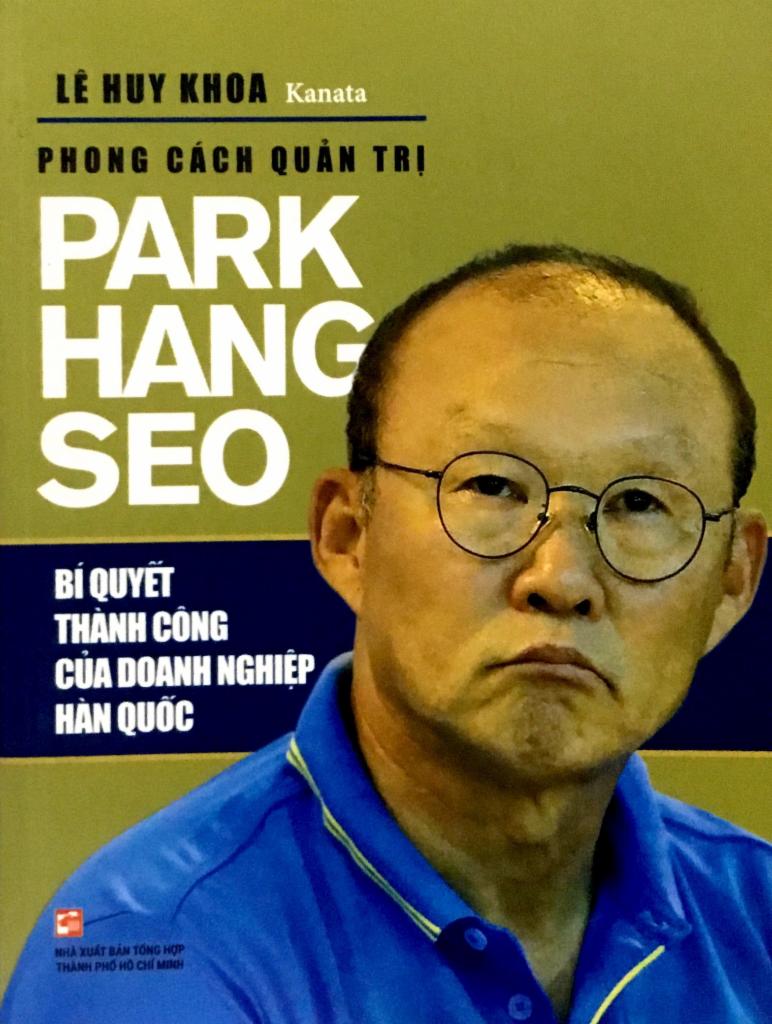 LÊ HUY KHOA Kanata
PHONG CÁCH QUẢN TRỊ
PARK
HANG
SEO
BÍ QUYẾT
THÀNH CÔNG
CỦA DOANH NGHIỆP
HÀN QUỐC
NHÀ XUẤT BẢN TỔNG HỢP
THÀNH PHỐ HỒ CHÍ MINH